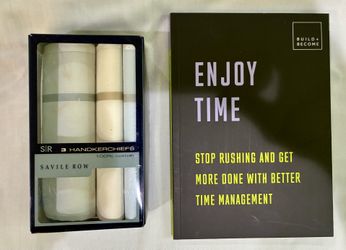 S|R 3 HANDKERCHIEFS
100% Cotton
SAVILE ROW
BUILD+
BECOME
ENJOY
TIME
STOP RUSHING AND GET
MORE DONE WITH BETTER
TIME MANAGEMENT